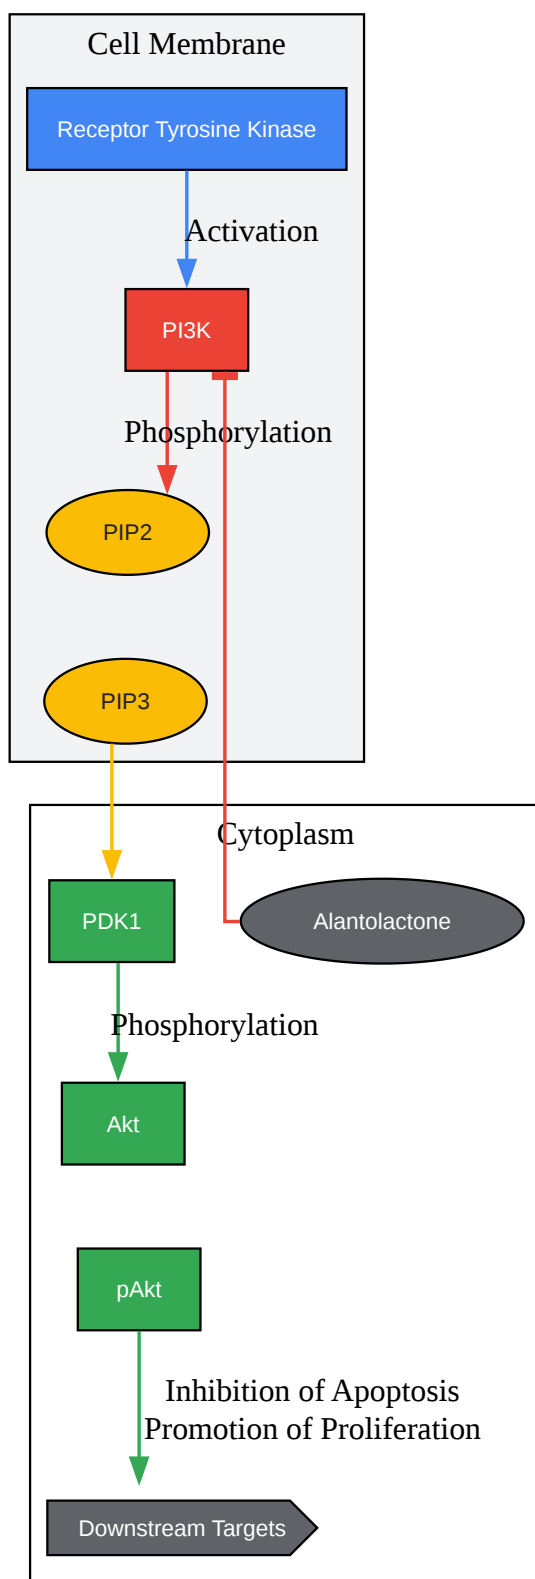 Cell Membrane
Receptor Tyrosine Kinase
Activation
PI3K
Phosphorylation
PIP2
PIP3
Cytoplasm
PDK1
Alantolactone
Phosphorylation
Akt
pAkt
Inhibition of Apoptosis
Promotion of Proliferation
Downstream Targets